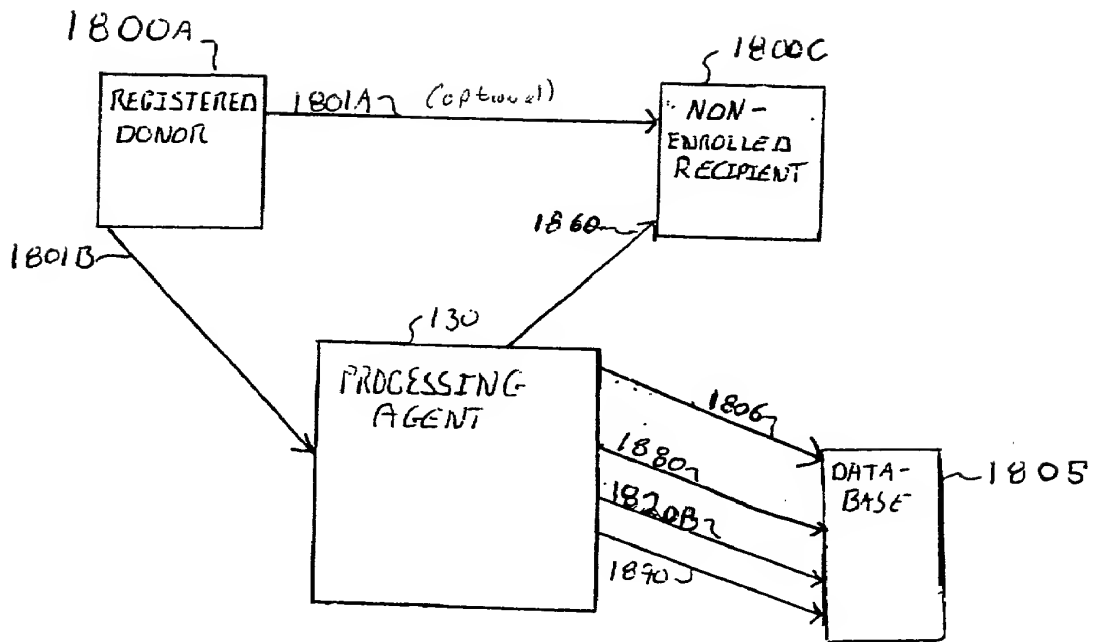 1800A
1800C
REGISTERED
DONOR
1801A
(optional)
NON-
ENROLLED
RECIPIENT
1801B
1860
130
PROCESSING
AGENT
1806
1880
1820B
1890
DATA-
BASE
1805